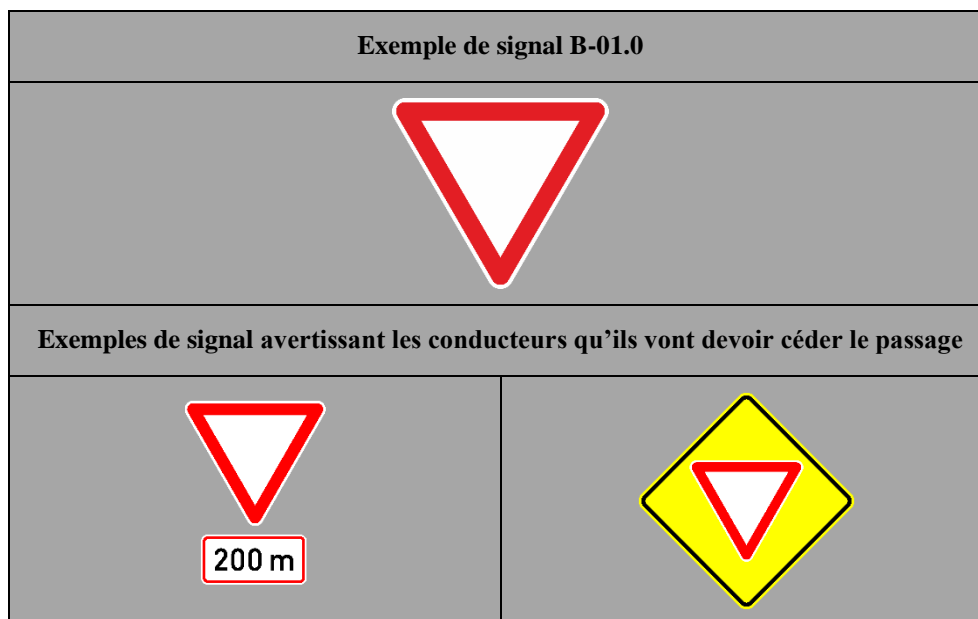 Exemple de signal B-01.0
Exemples de signal avertissant les conducteurs qu’ils vont devoir céder le passage
200 m